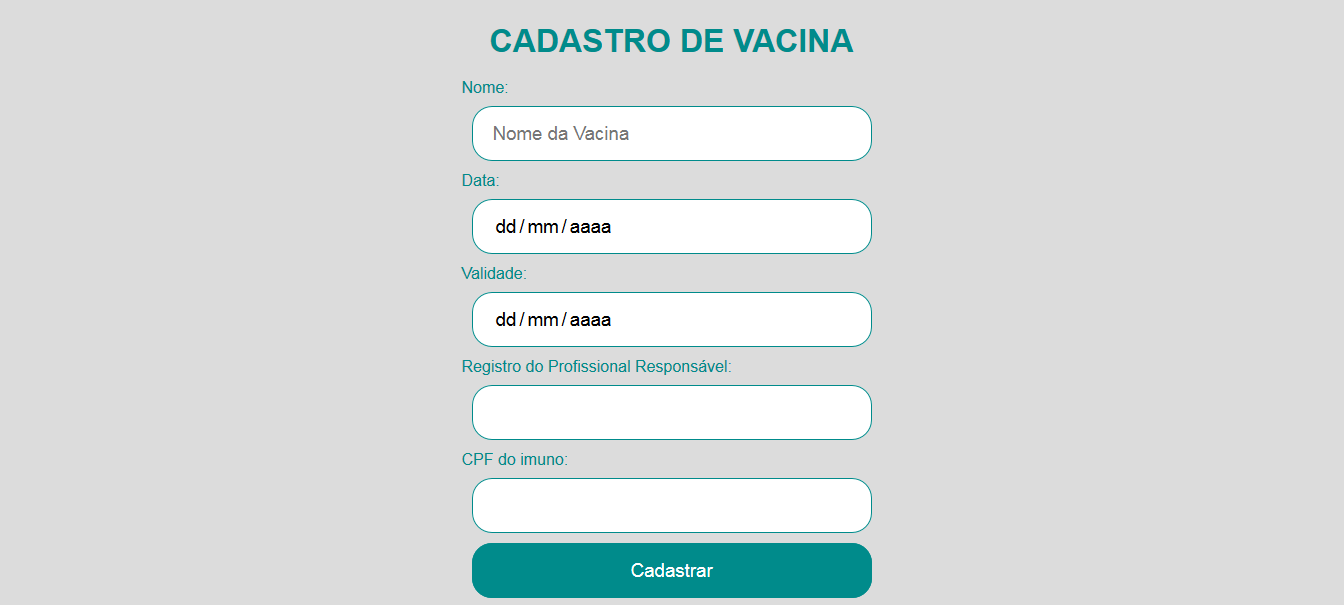 CADASTRO DE VACINA
Nome:
Nome da Vacina
Data:
dd/mm/aaaa
Validade:
dd/mm/aaaa
Registro do Profissional Responsável:
CPF do imuno:
Cadastrar